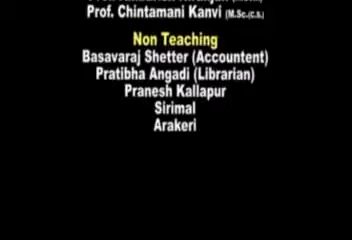 Prof. Chintamani Kanvi (M.Sc.(C.S.)
Non Teaching
Basavaraj Shetter (Accountent)
Pratibha Angadi (Librarian)
Pranesh Kallapur
Sirimal
Arakeri